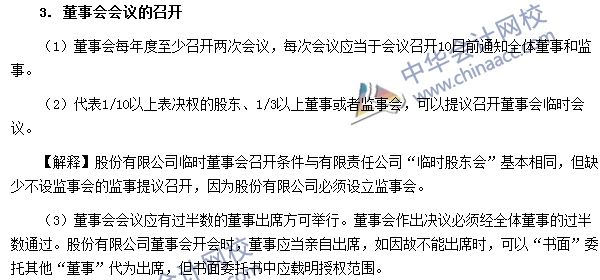 3. 董事会会议的召开
（1）董事会每年度至少召开两次会议，每次会议应当于会议召开10日前通知全体董事和监
事。
（2）代表1/10以上表决权的股东、1/3以上董事或者监事会，可以提议召开董事会临时会
议。
【解释】股份有限公司临时董事会召开条件与有限责任公司“临时股东会”基本相同，但缺
少不设监事会的监事提议召开，因为股份有限公司必须设立监事会。
（3）董事会会议应有过半数的董事出席方可举行。董事会作出决议必须经全体董事的过半
数通过。股份有限公司董事会开会时，董事应当亲自出席，如因故不能出席时，可以“书面”委
托其他“董事”代为出席，但书面委托书中应载明授权范围。
中华会计网校
www.chinaacc.com
会计网校